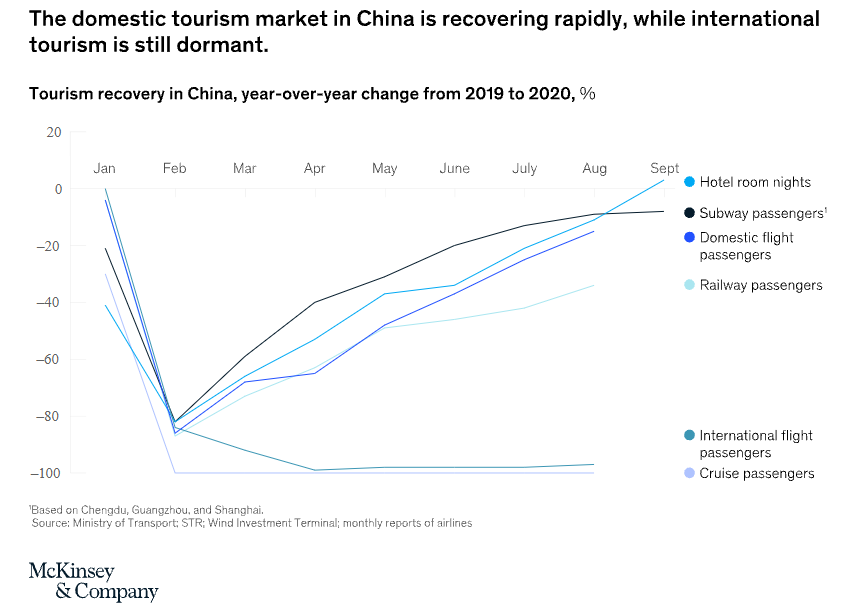 The domestic tourism market in China is recovering rapidly, while international
tourism is still dormant.
Tourism recovery in China, year-over-year change from 2019 to 2020, %
20
Jan Feb Mar Apr May June July Aug Sept
0
–20
–40
–60
–80
–100
Hotel room nights
Subway passengers¹
Domestic flight
passengers
Railway passengers
International flight
passengers
Cruise passengers
¹Based on Chengdu, Guangzhou, and Shanghai.
Source: Ministry of Transport; STR; Wind Investment Terminal; monthly reports of airlines
McKinsey
& Company